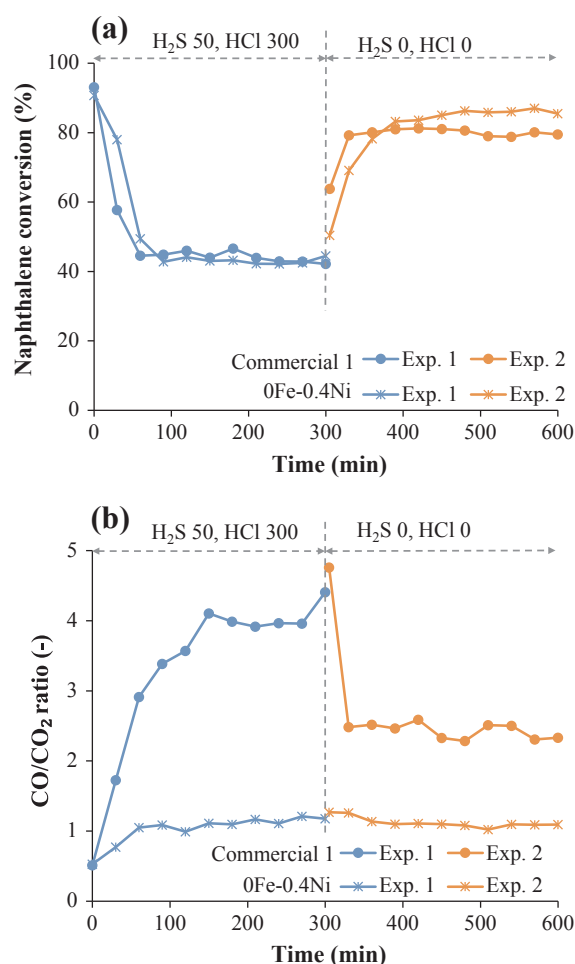 (a)
H₂S 50, HCl 300
H₂S 0, HCl 0
100
80
60
40
20
0
Naphthalene conversion (%)
Commercial 1 Exp. 1 Exp. 2
0Fe-0.4Ni Exp. 1 Exp. 2
0 100 200 300 400 500 600
Time (min)
(b)
H₂S 50, HCl 300
H₂S 0, HCl 0
5
4
3
2
1
0
CO/CO₂ ratio (-)
Commercial 1 Exp. 1 Exp. 2
0Fe-0.4Ni Exp. 1 Exp. 2
0 100 200 300 400 500 600
Time (min)